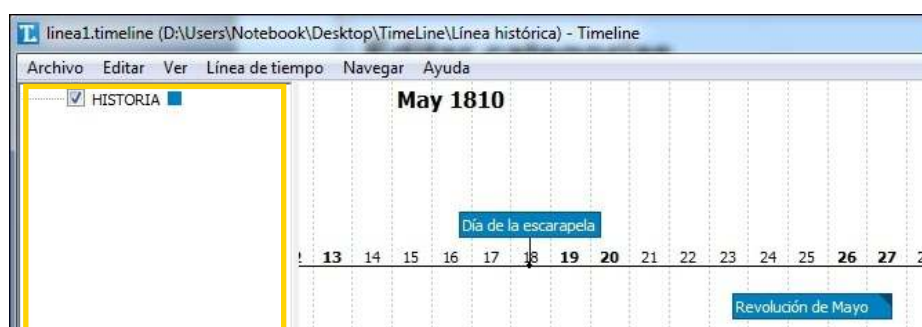 linea1.timeline (D:\Users\Notebook\Desktop\TimeLine\Línea histórica) - Timeline
Archivo Editar Ver Línea de tiempo Navegar Ayuda
HISTORIA
May 1810
Día de la escarapela
13 14 15 16 17 18 19 20 21 22 23 24 25 26 27
Revolución de Mayo